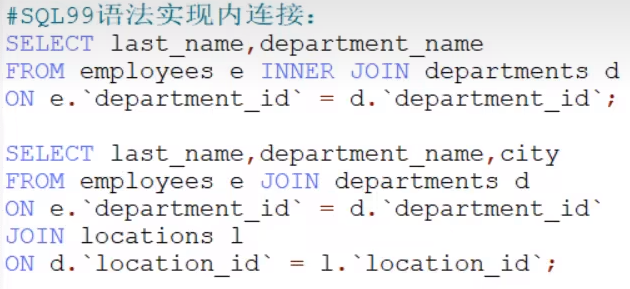 #SQL99语法实现内连接:
SELECT last_name,department_name
FROM employees e INNER JOIN departments d
ON e.`department_id` = d.`department_id`;
SELECT last_name,department_name,city
FROM employees e JOIN departments d
ON e.`department_id` = d.`department_id`
JOIN locations l
ON d.`location_id` = l.`location_id`;